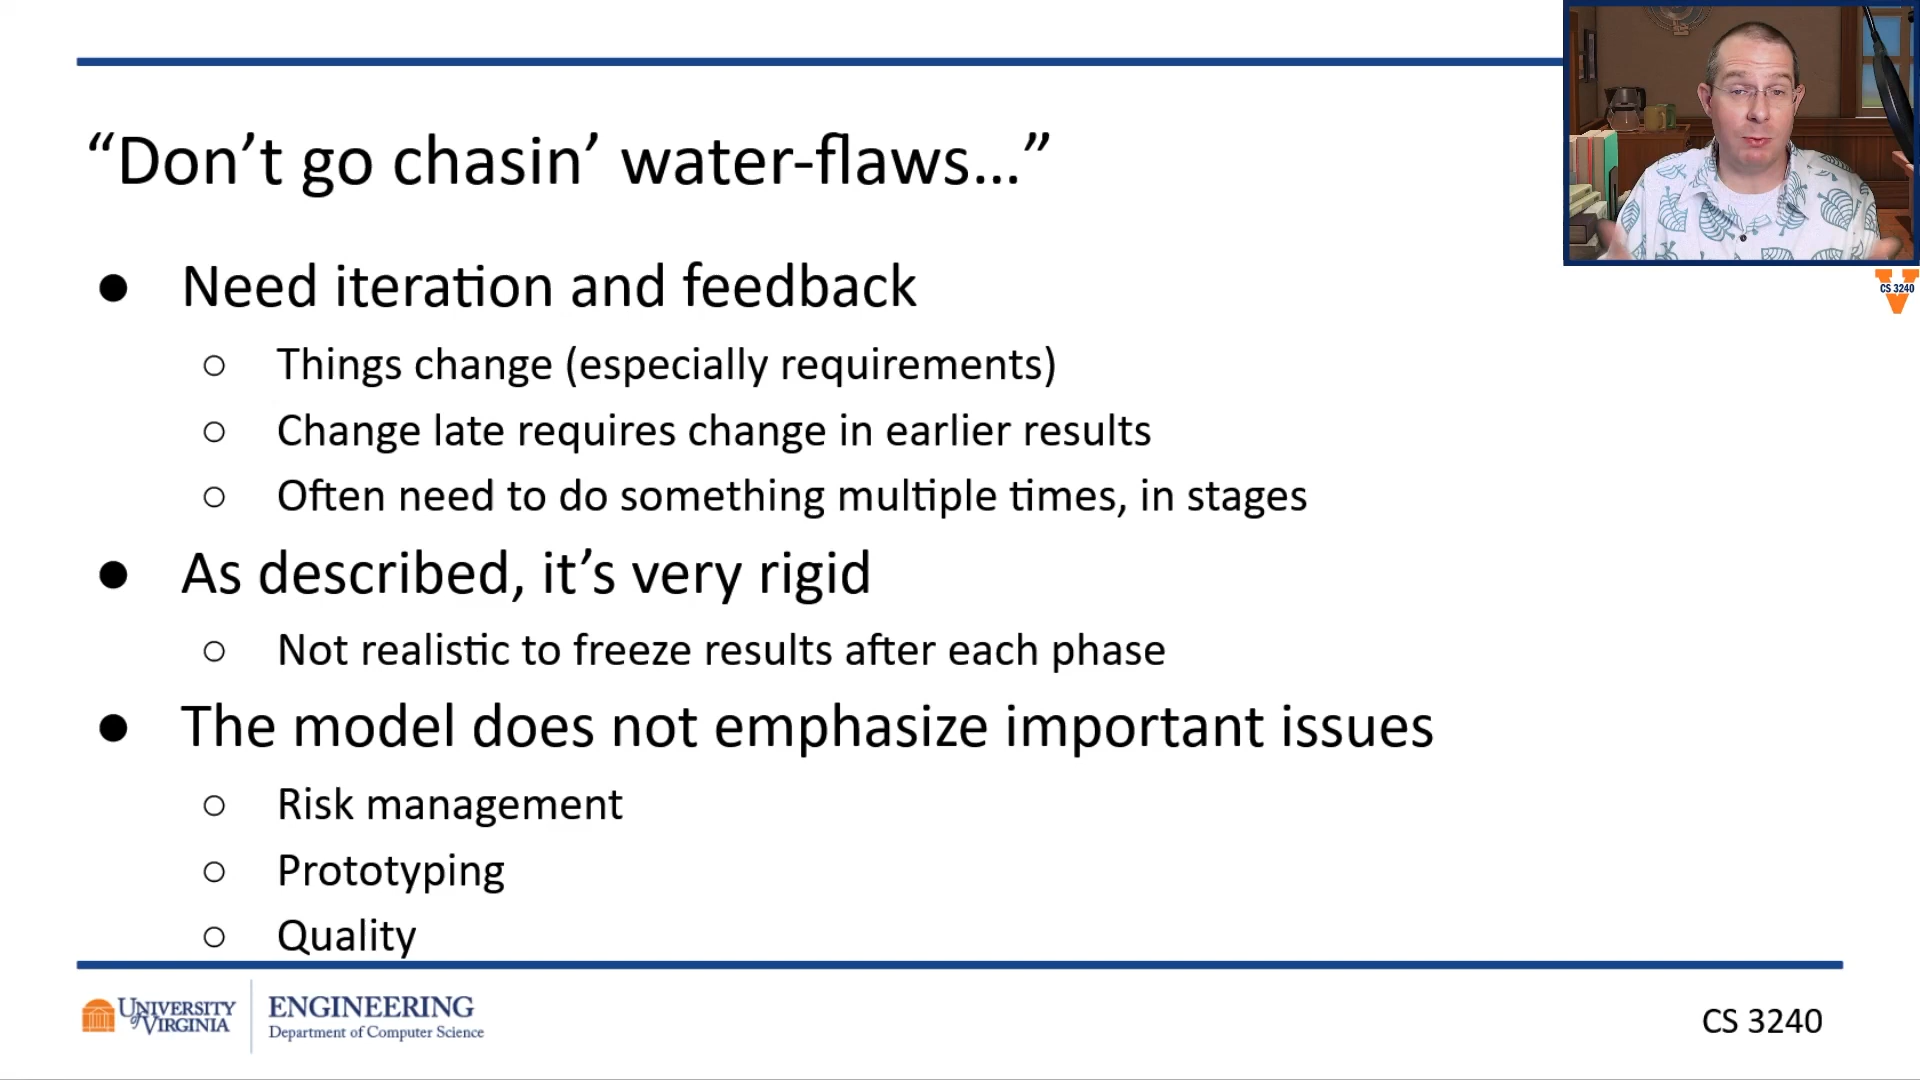 “Don’t go chasin’ water-flaws…”
● Need iteration and feedback
○ Things change (especially requirements)
○ Change late requires change in earlier results
○ Often need to do something multiple times, in stages
● As described, it’s very rigid
○ Not realistic to freeze results after each phase
● The model does not emphasize important issues
○ Risk management
○ Prototyping
○ Quality
CS 3240
UNIVERSITY of VIRGINIA
ENGINEERING
Department of Computer Science
CS 3240